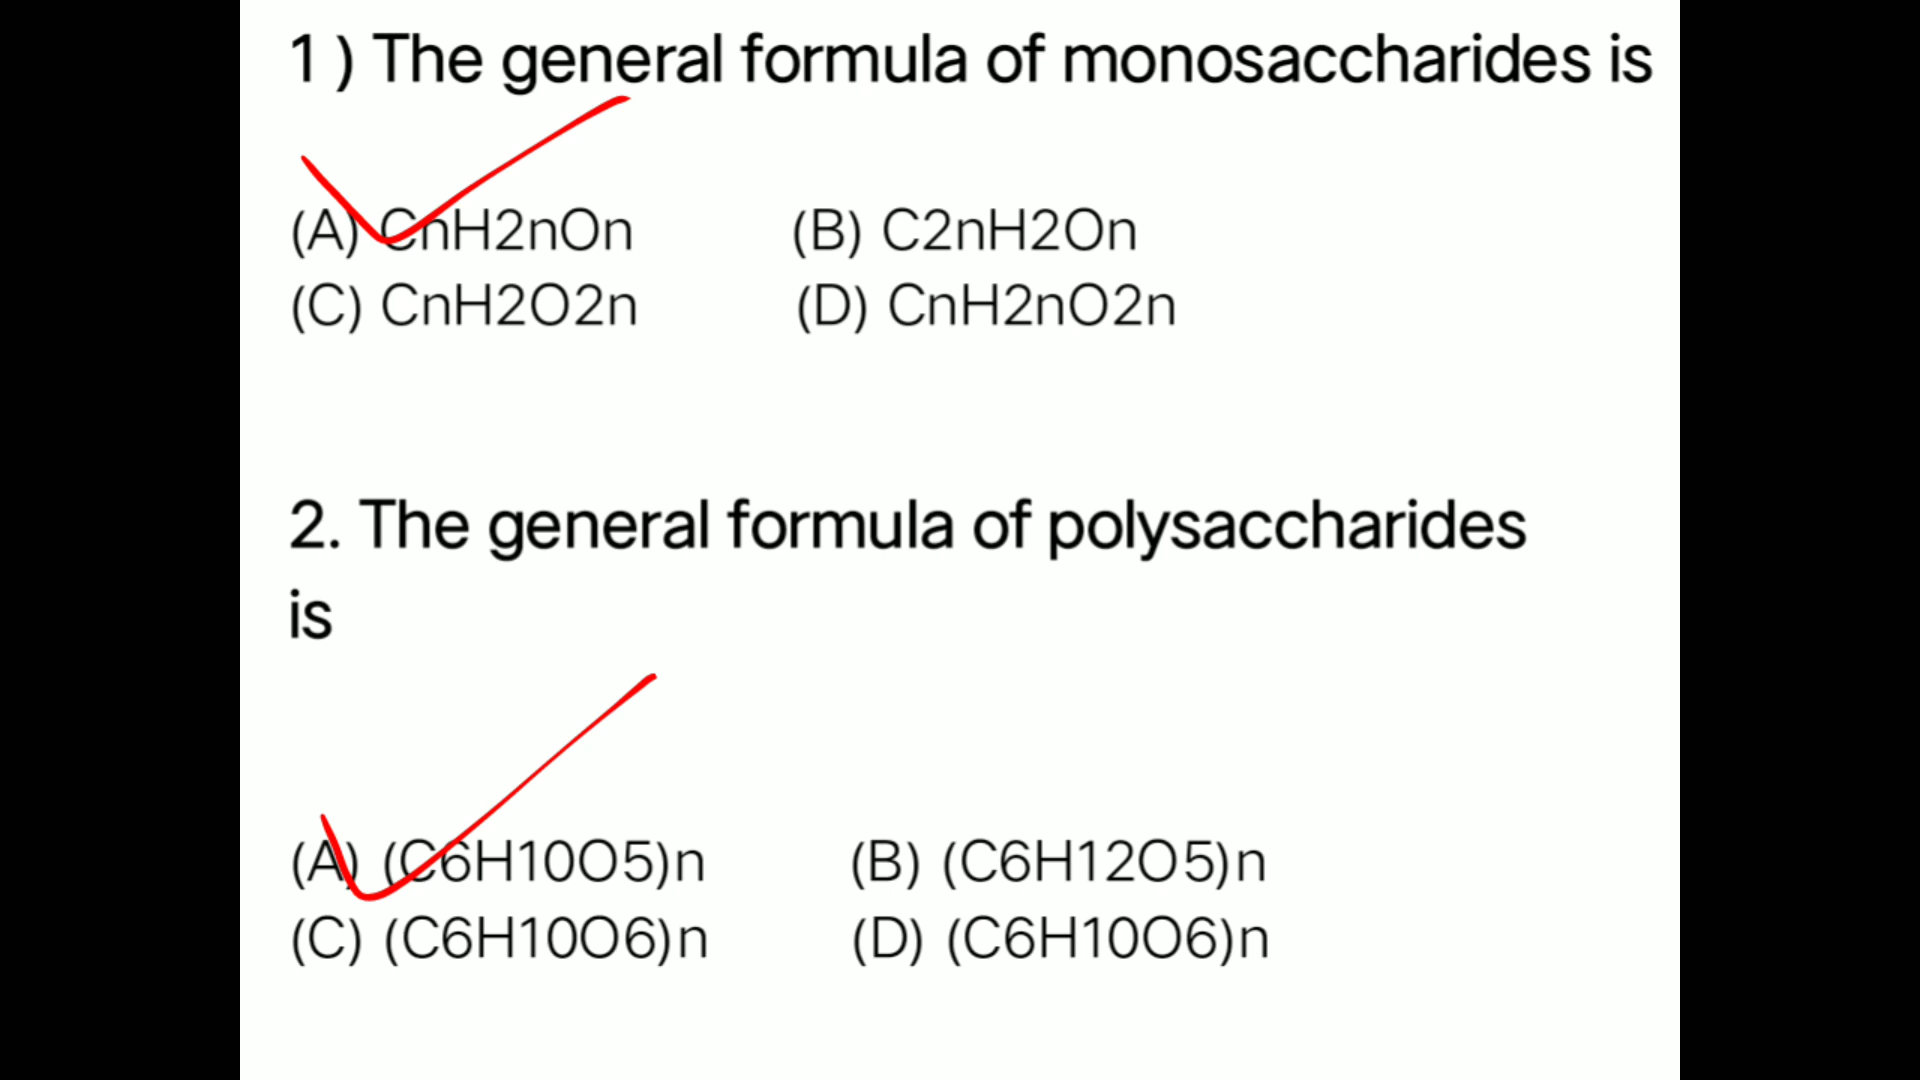 1 ) The general formula of monosaccharides is
(A) CnH2nOn (B) C2nH2On
(C) CnH2O2n (D) CnH2nO2n
2. The general formula of polysaccharides
is
(A) (C6H10O5)n (B) (C6H12O5)n
(C) (C6H10O6)n (D) (C6H10O6)n